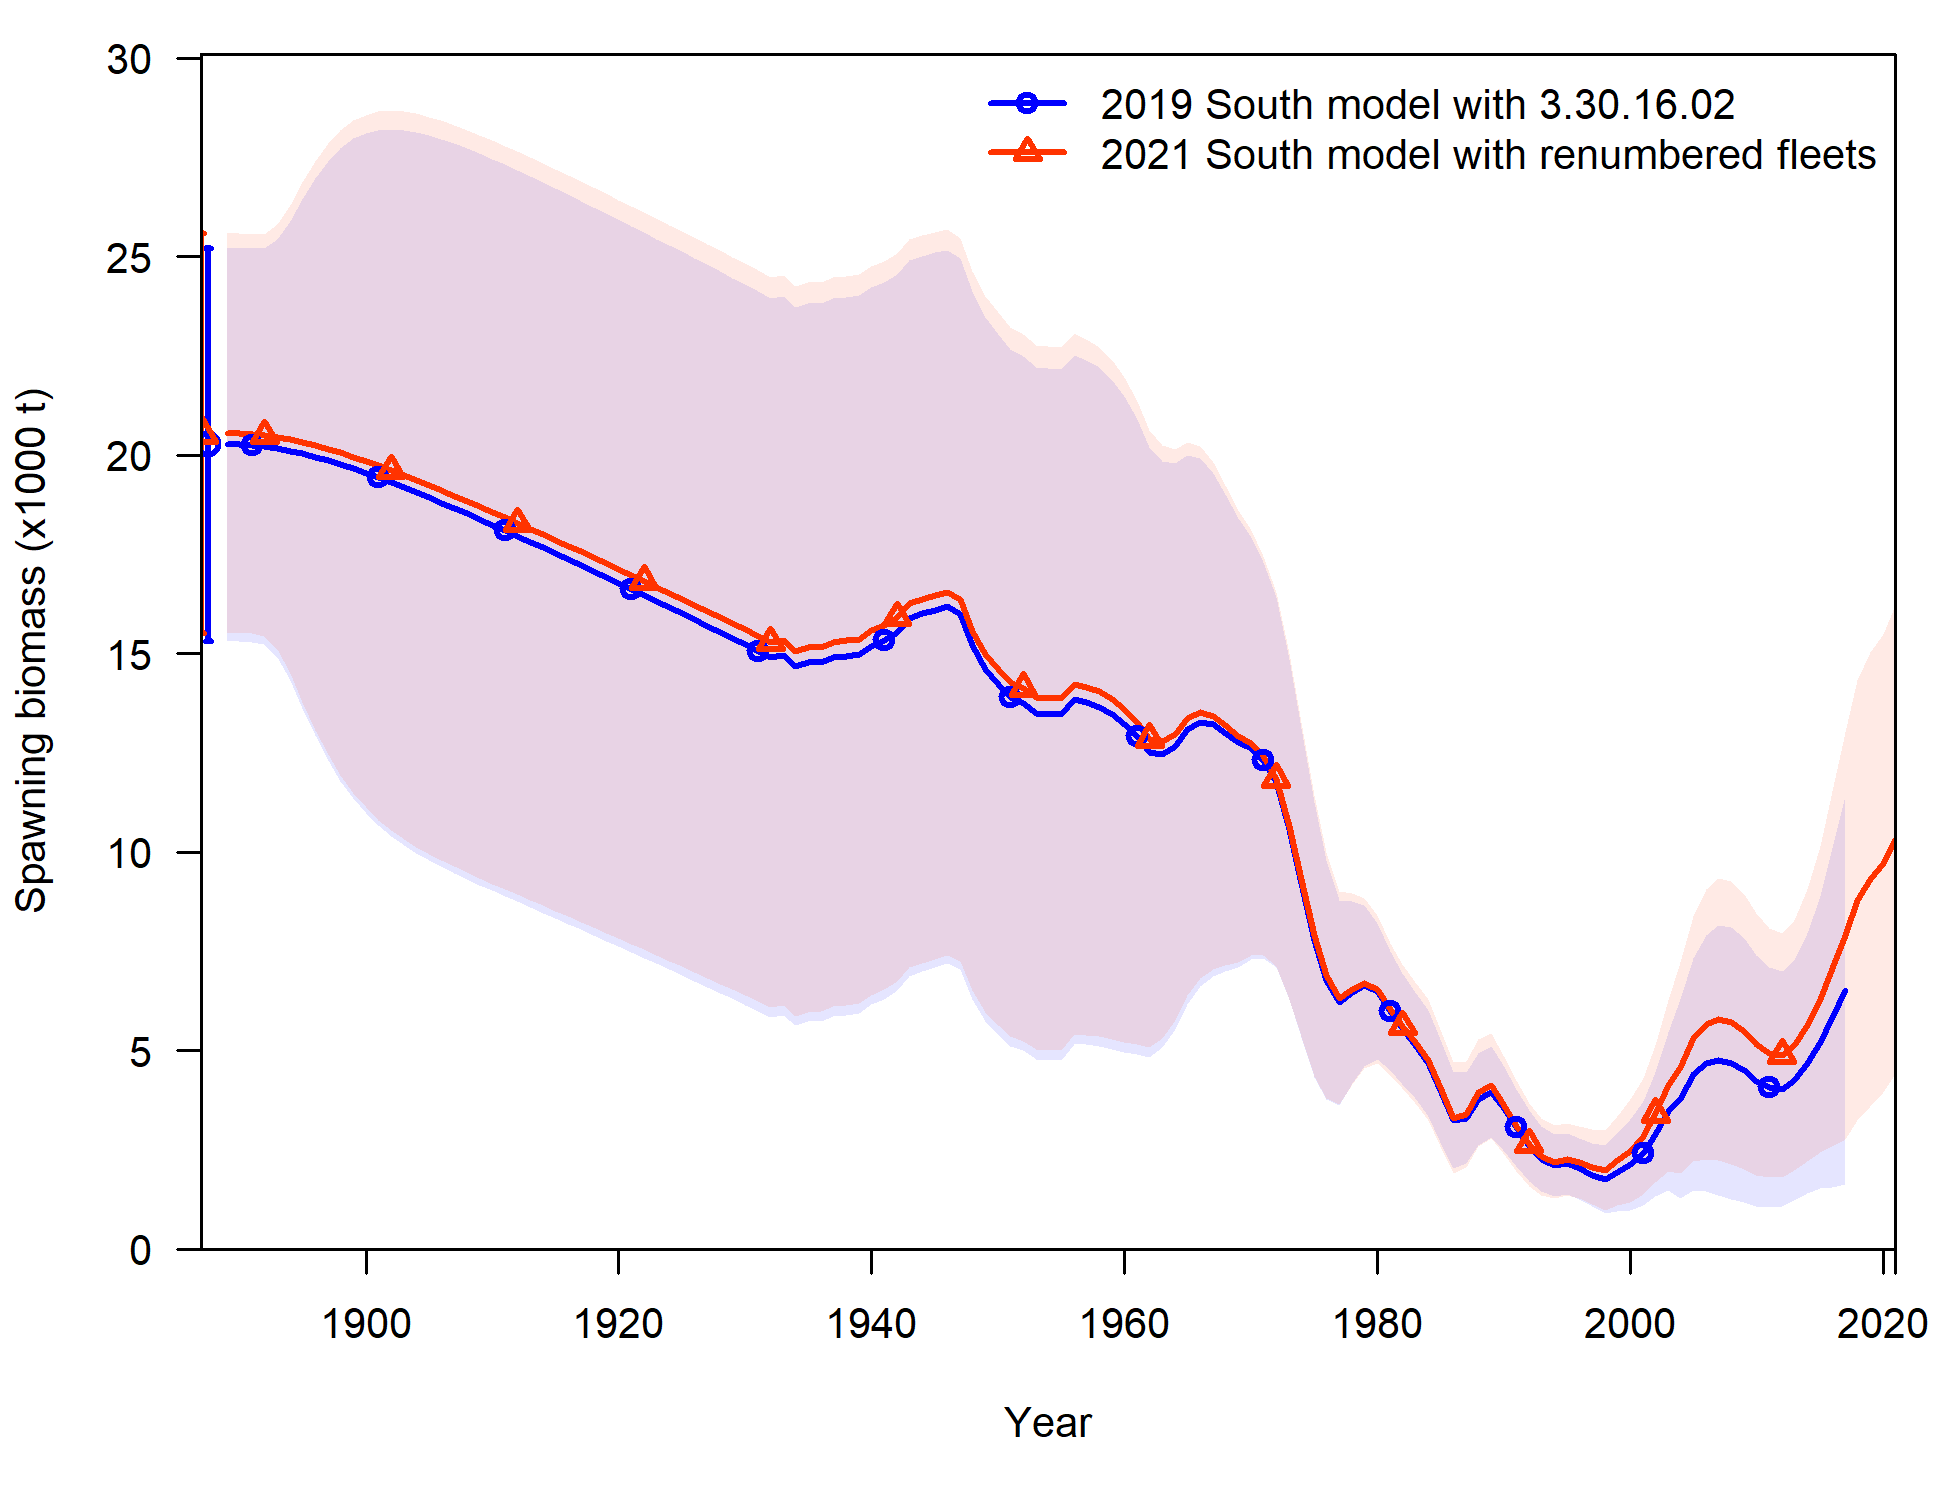 30
25
20
15
10
5
0
Spawning biomass (x1000 t)
2019 South model with 3.30.16.02
2021 South model with renumbered fleets
1900 1920 1940 1960 1980 2000 2020
Year